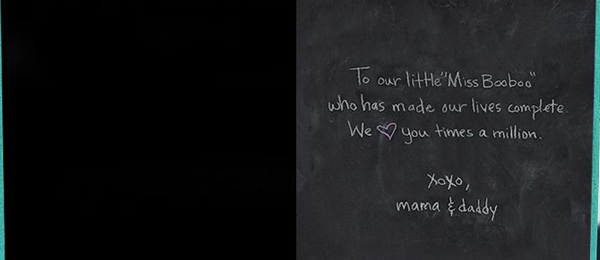 To our little "Miss Booboo"
who has made our lives complete.
We ♡ you times a million.
xoxo,
mama & daddy